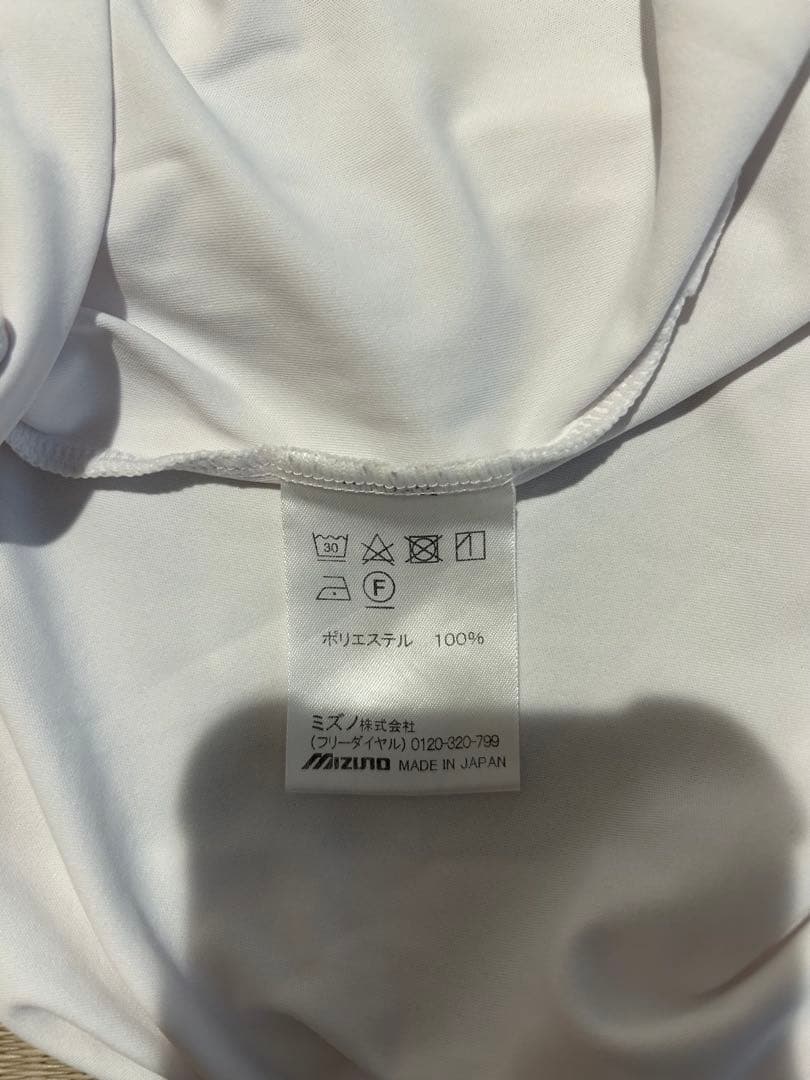 30
F
ポリエステル 100%
ミズノ株式会社
(フリーダイヤル) 0120-320-799
MIZUNO MADE IN JAPAN